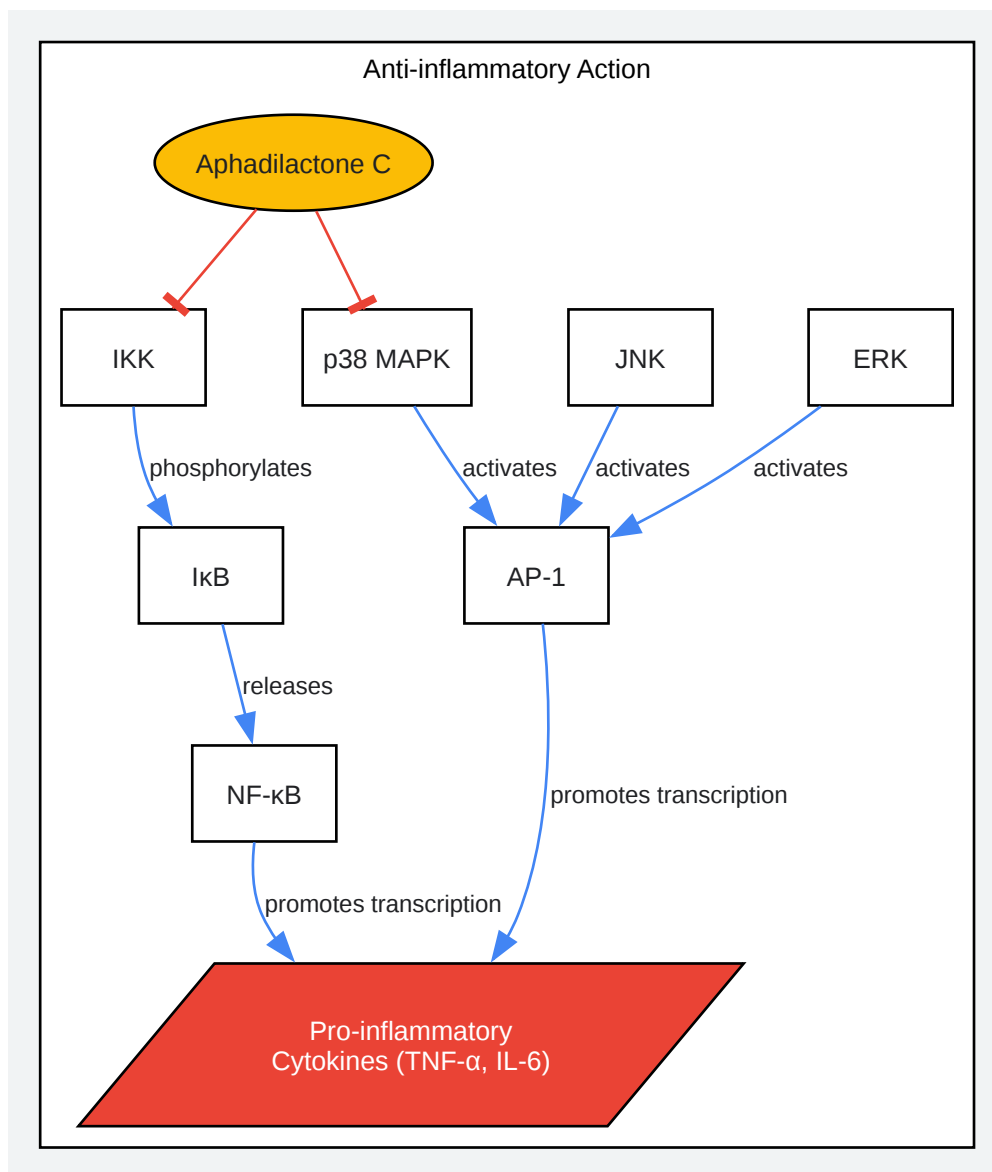 Anti-inflammatory Action
Aphadilactone C
IKK
p38 MAPK
JNK
ERK
phosphorylates
activates
activates
activates
IκB
AP-1
releases
NF-κB
promotes transcription
promotes transcription
Pro-inflammatory
Cytokines (TNF-α, IL-6)